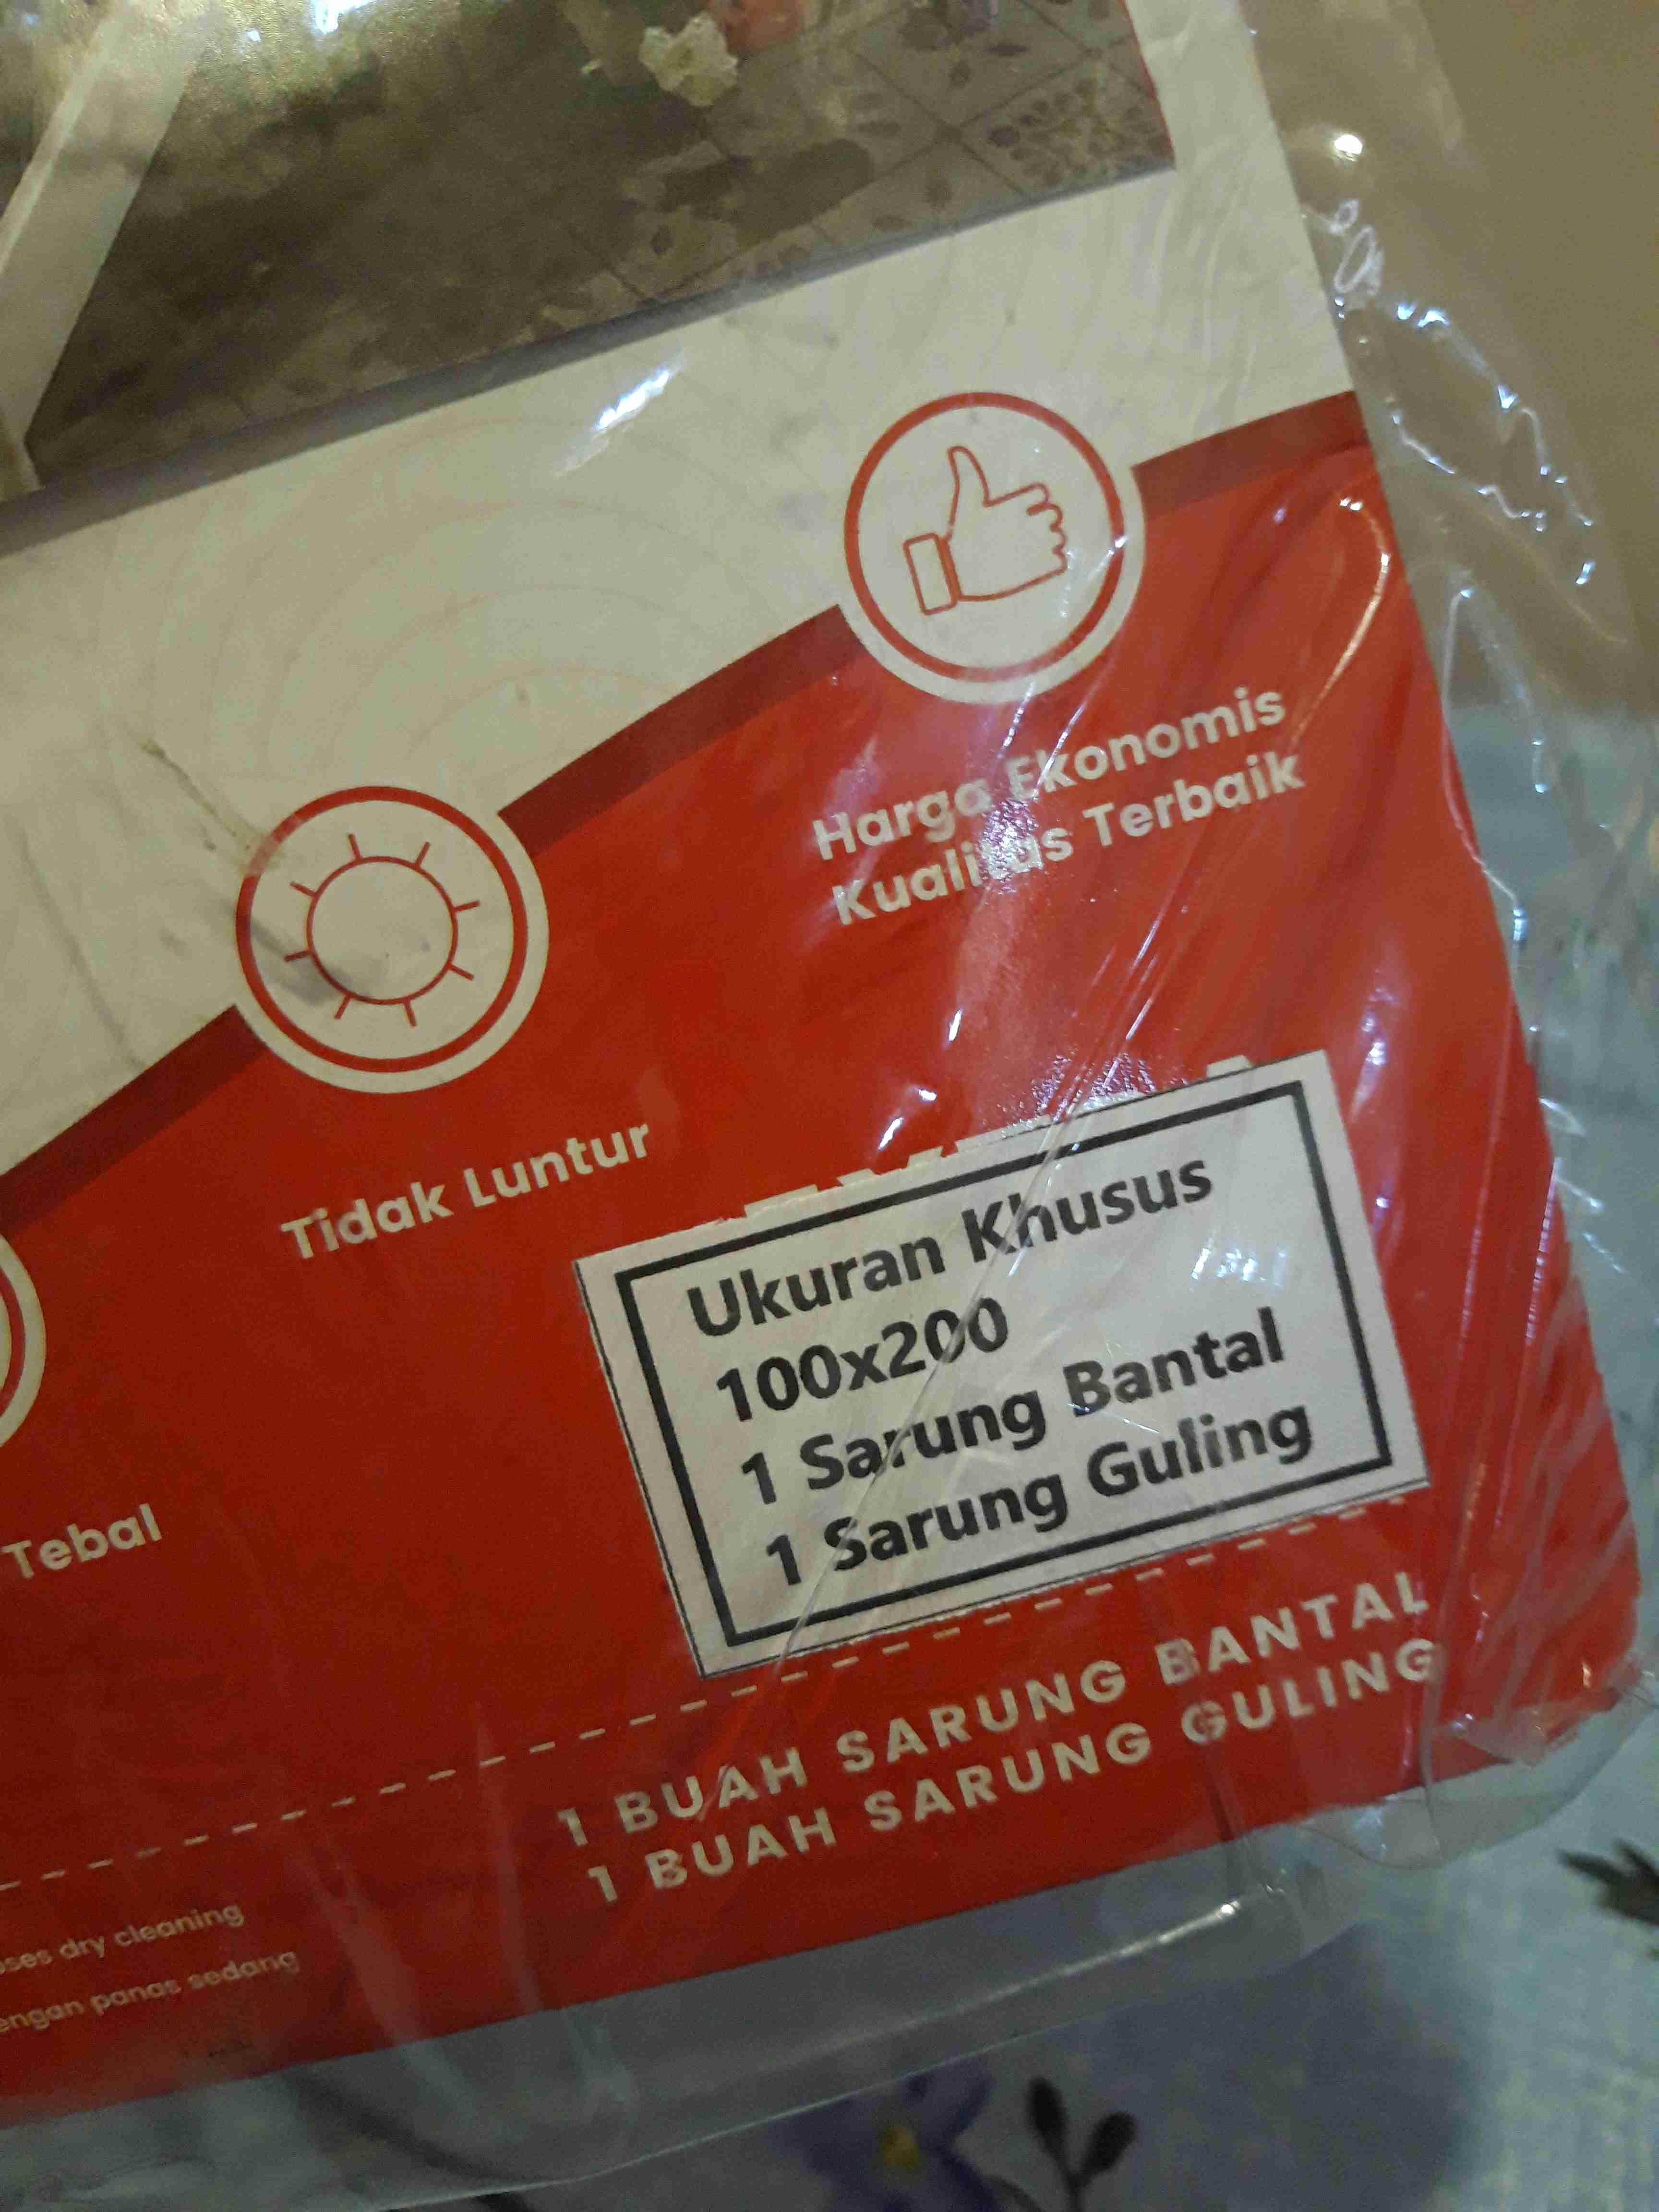 Harga Ekonomis
Kualitas Terbaik
Tidak Luntur
Tebal
Ukuran Khusus
100x200
1 Sarung Bantal
1 Sarung Guling
1 BUAH SARUNG BANTAL
1 BUAH SARUNG GULING
dry cleaning
panas sedang